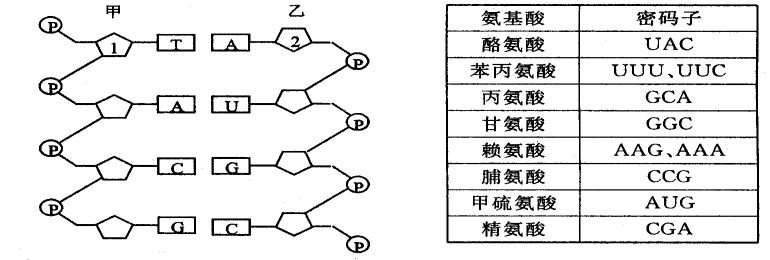 甲 乙
P
1 T A 2
P
P
A U
P
P
C G
P
P
G C
P
氨基酸 密码子
酪氨酸 UAC
苯丙氨酸 UUU、UUC
丙氨酸 GCA
甘氨酸 GGC
赖氨酸 AAG、AAA
脯氨酸 CCG
甲硫氨酸 AUG
精氨酸 CGA